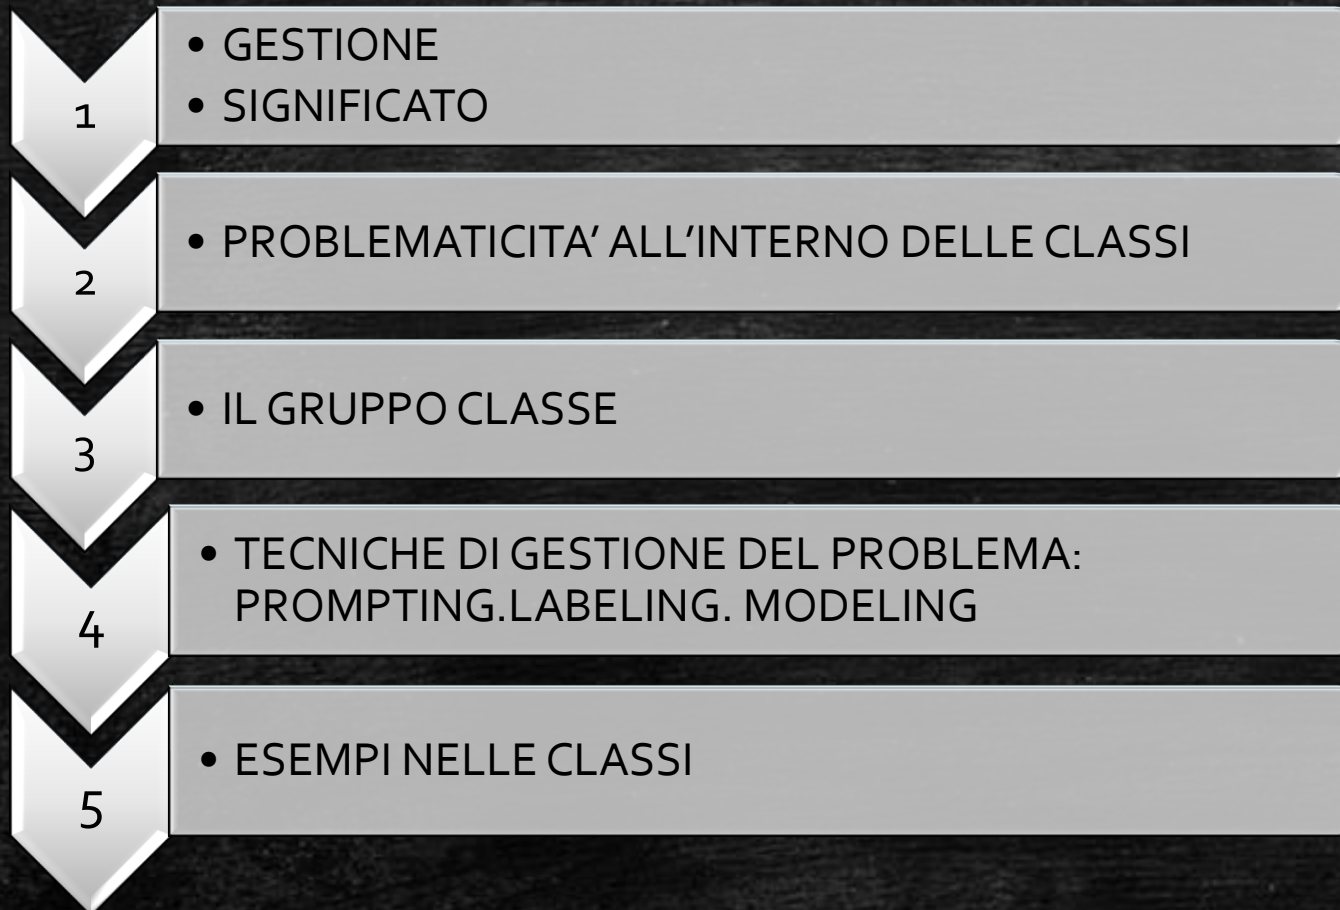 1
• GESTIONE
• SIGNIFICATO
2
• PROBLEMATICITA’ ALL’INTERNO DELLE CLASSI
3
• IL GRUPPO CLASSE
4
• TECNICHE DI GESTIONE DEL PROBLEMA:
PROMPTING.LABELING. MODELING
5
• ESEMPI NELLE CLASSI